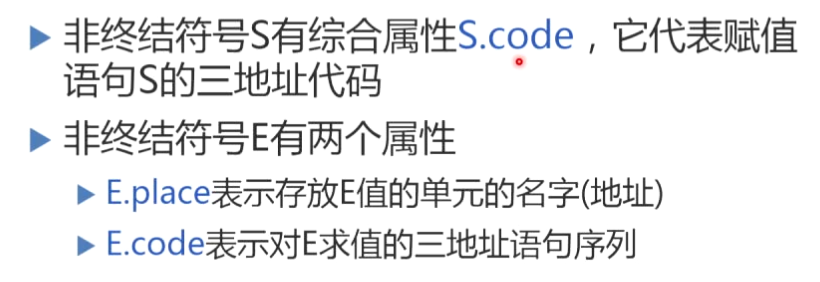 非终结符号S有综合属性S.code，它代表赋值
语句S的三地址代码
非终结符号E有两个属性
E.place表示存放E值的单元的名字(地址)
E.code表示对E求值的三地址语句序列